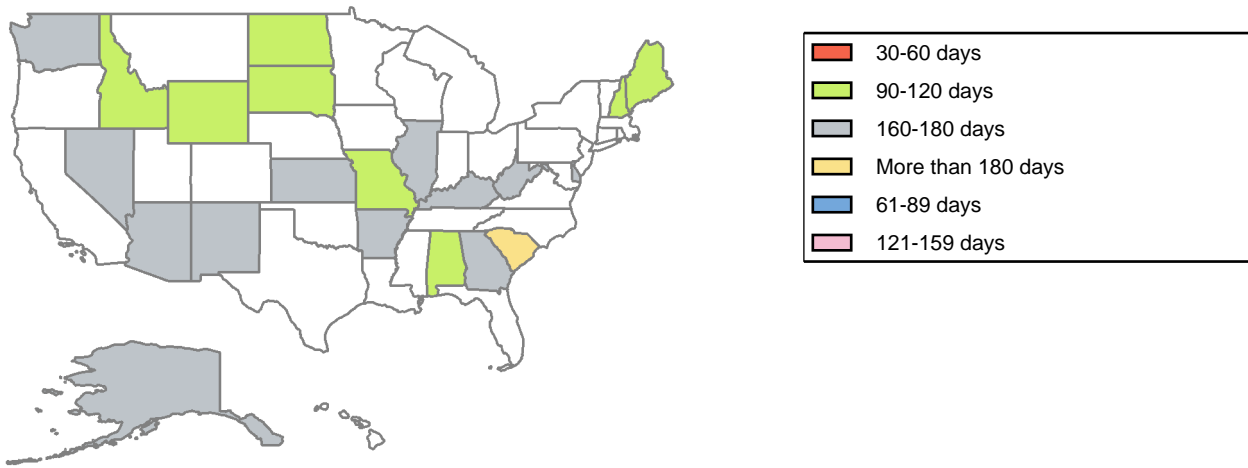 30-60 days
90-120 days
160-180 days
More than 180 days
61-89 days
121-159 days